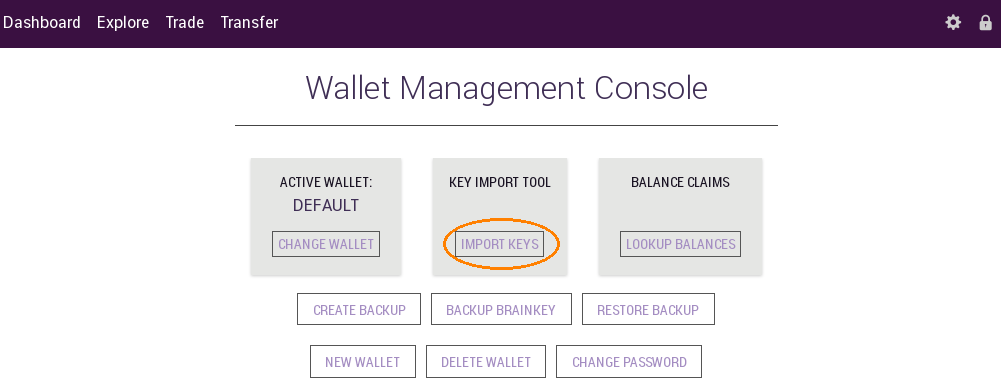 Dashboard Explore Trade Transfer
Wallet Management Console
ACTIVE WALLET:
DEFAULT
CHANGE WALLET
KEY IMPORT TOOL
IMPORT KEYS
BALANCE CLAIMS
LOOKUP BALANCES
CREATE BACKUP BACKUP BRAINKEY RESTORE BACKUP
NEW WALLET DELETE WALLET CHANGE PASSWORD